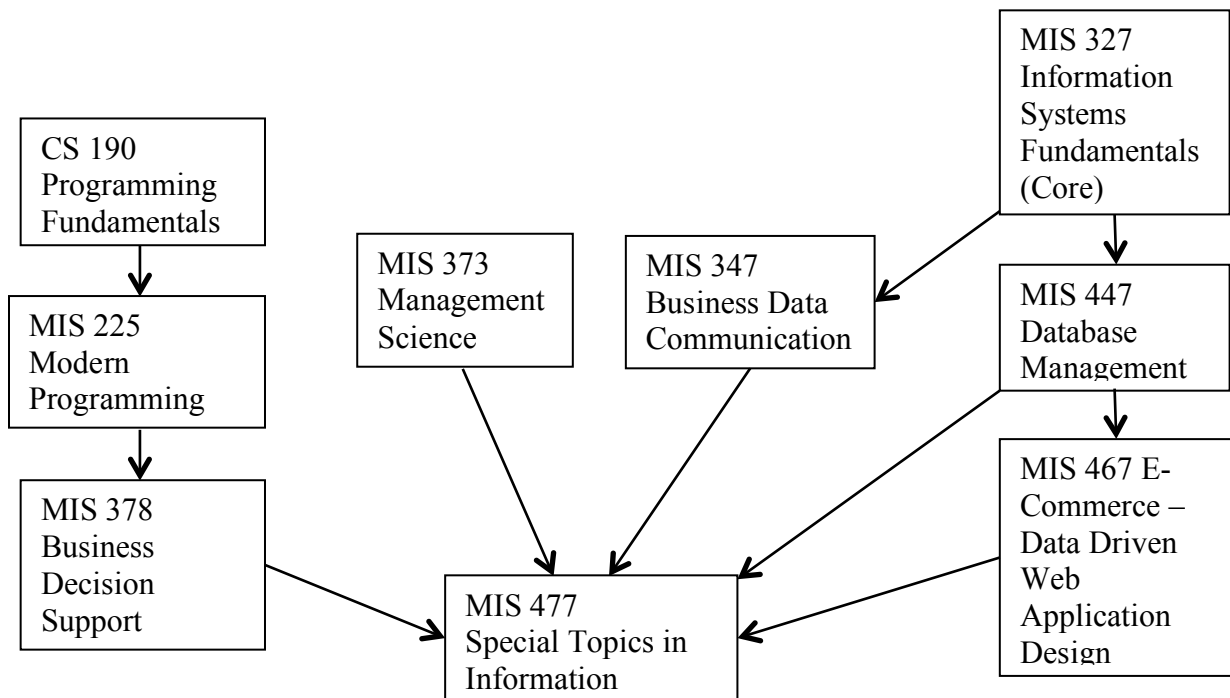 MIS 327
Information
Systems
Fundamentals
(Core)
CS 190
Programming
Fundamentals
MIS 373
Management
Science
MIS 347
Business Data
Communication
MIS 447
Database
Management
MIS 225
Modern
Programming
MIS 467 E-
Commerce –
Data Driven
Web
Application
Design
MIS 378
Business
Decision
Support
MIS 477
Special Topics in
Information